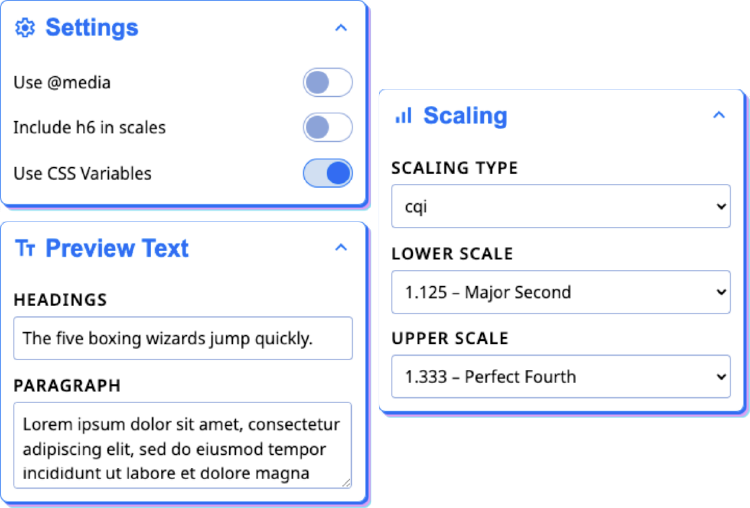 Settings
Use @media
Include h6 in scales
Use CSS Variables
Preview Text
HEADINGS
The five boxing wizards jump quickly.
PARAGRAPH
Lorem ipsum dolor sit amet, consectetur
adipiscing elit, sed do eiusmod tempor
incididunt ut labore et dolore magna
Scaling
SCALING TYPE
cqi
LOWER SCALE
1.125 – Major Second
UPPER SCALE
1.333 – Perfect Fourth